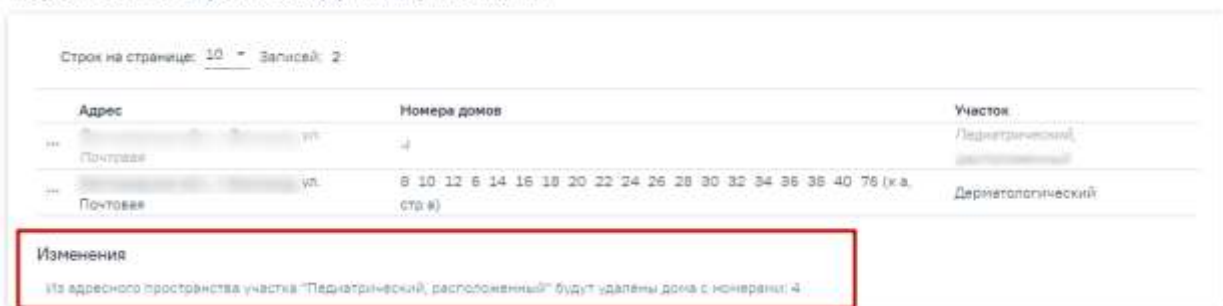 Строк на странице: 10 Записей: 2
Адрес Номера домов Участок
... ул. 4 Педиатрический,
Почтовая
... ул. 8 10 12 6 14 16 18 20 22 24 26 28 30 32 34 36 38 40 76 (к а, Дерматологический
Почтовая стр в)
Изменения
Из адресного пространства участка "Педиатрический, расположенный" будут удалены дома с номерами: 4